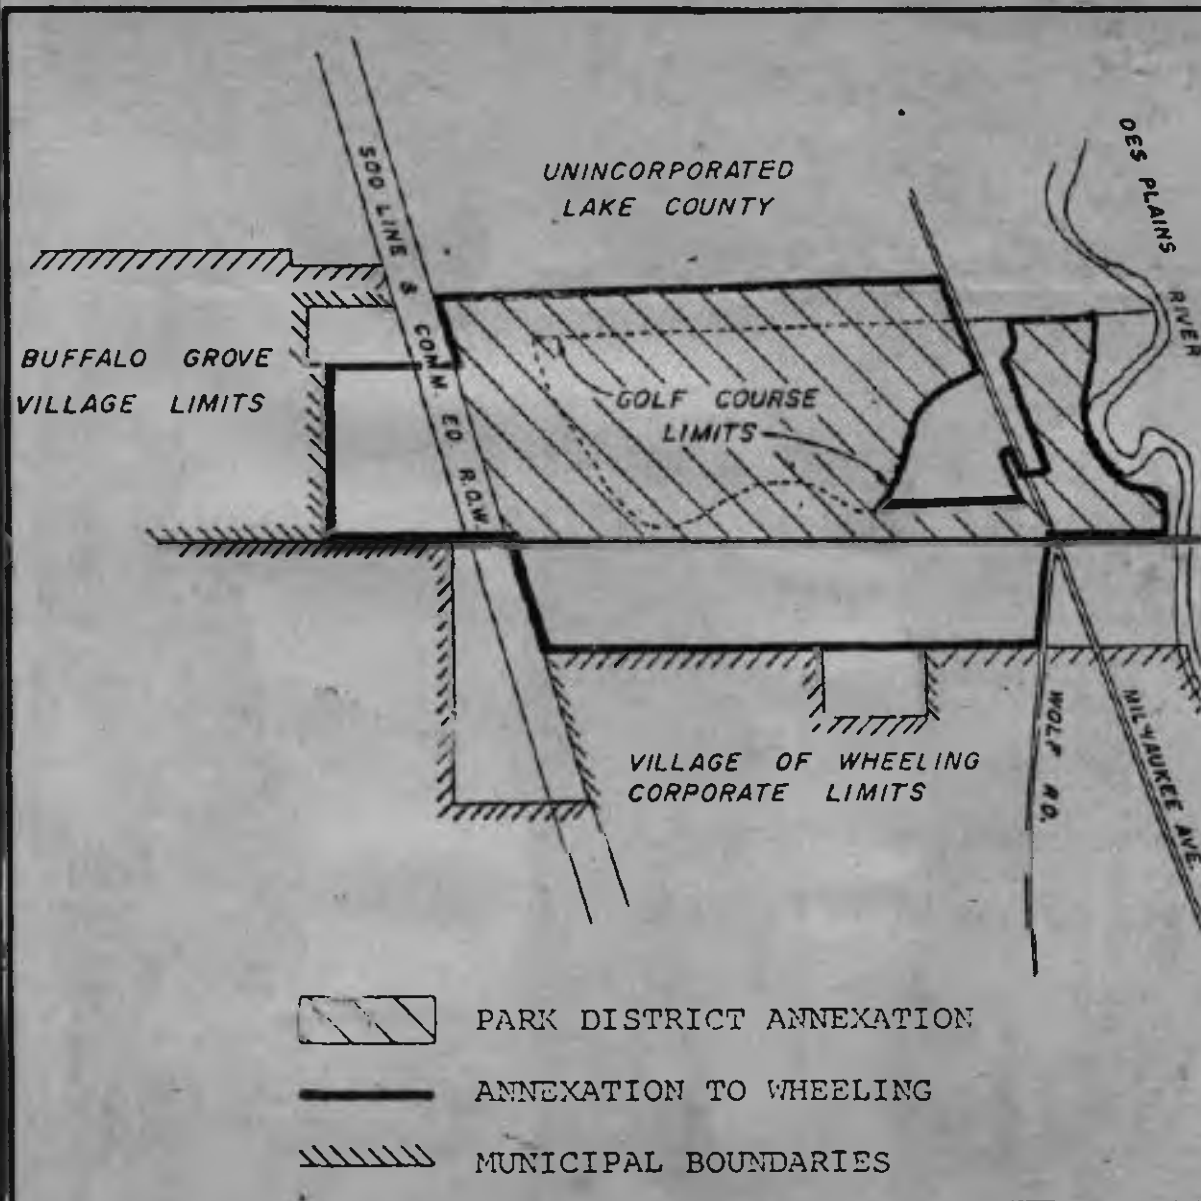 DES PLAINS
RIVER
SOO LINE & COMM. ED. R.O.W.
UNINCORPORATED
LAKE COUNTY
BUFFALO GROVE
VILLAGE LIMITS
GOLF COURSE
LIMITS
VILLAGE OF WHEELING
CORPORATE LIMITS
WOLF RD.
MILWAUKEE AVE.
PARK DISTRICT ANNEXATION
ANNEXATION TO WHEELING
MUNICIPAL BOUNDARIES